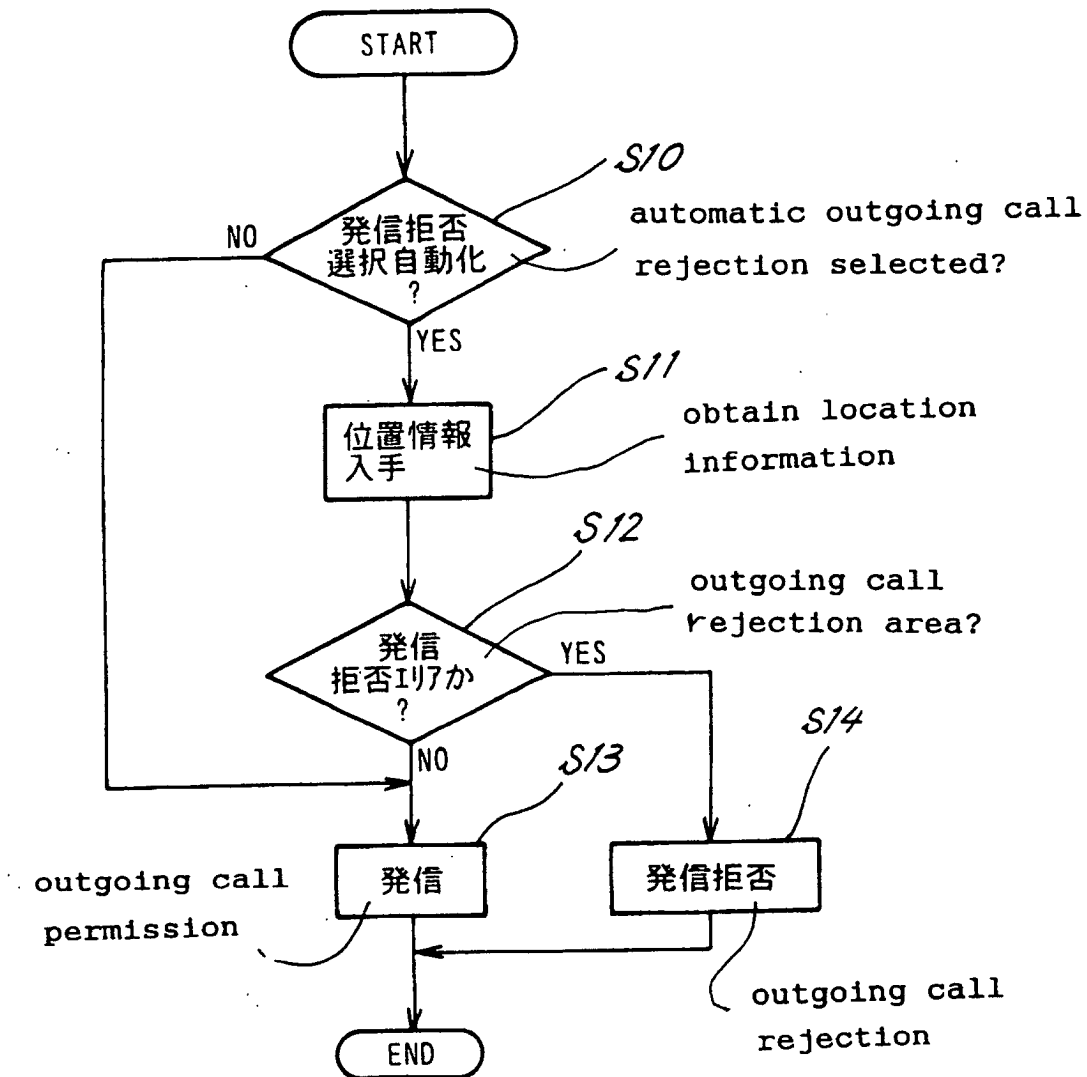 START
S10
発信拒否
選択自動化
?
NO
automatic outgoing call
rejection selected?
YES
S11
位置情報
入手
obtain location
information
S12
発信
拒否エリアか
?
outgoing call
rejection area?
YES
NO
S13
S14
発信
outgoing call
permission
発信拒否
outgoing call
rejection
END